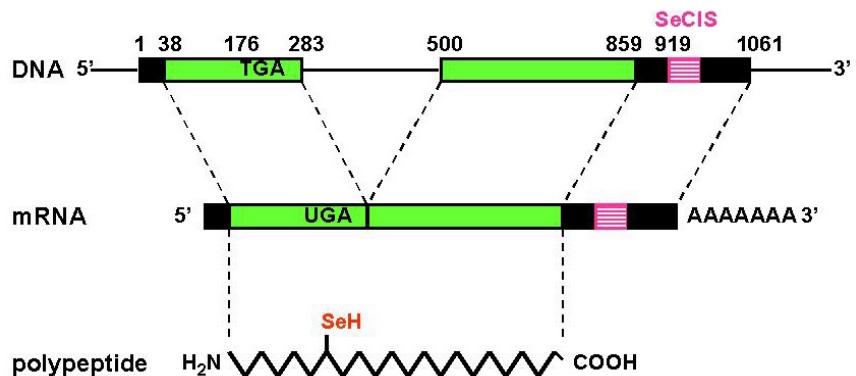 SeCIS
1 38 176 283 500 859 919 1061
DNA 5’ TGA 3’
mRNA 5’ UGA AAAAAAA 3’
SeH
polypeptide H₂N COOH